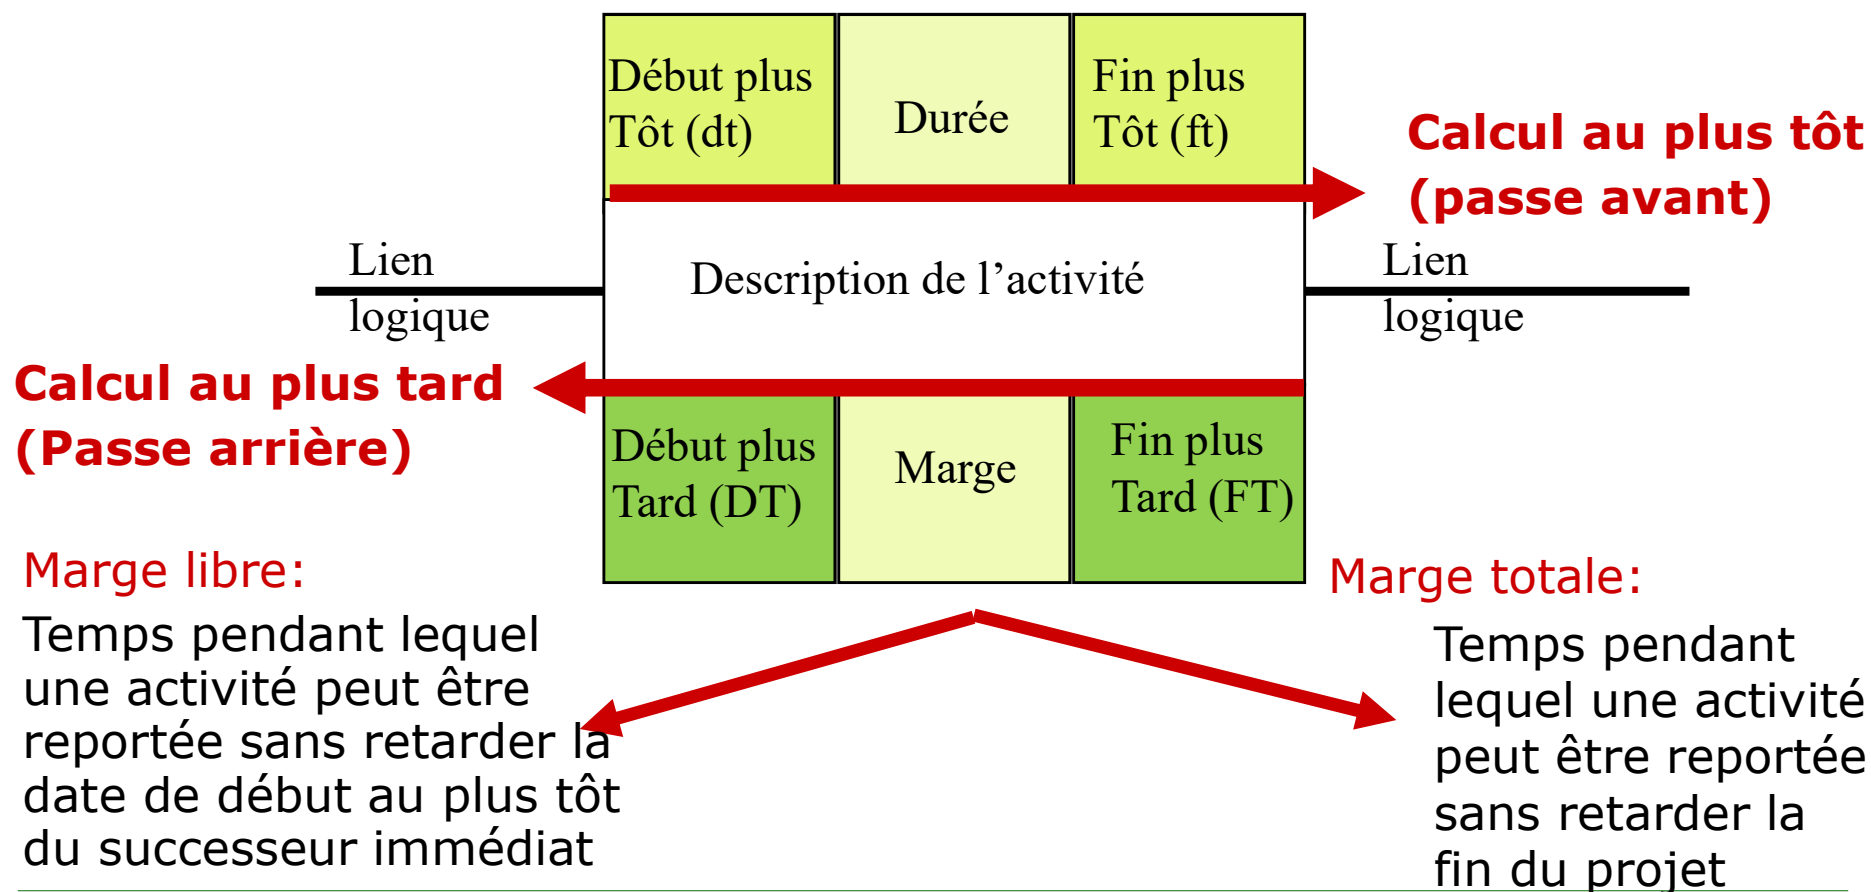 Début plus
Tôt (dt)
Durée
Fin plus
Tôt (ft)
Calcul au plus tôt
(passe avant)
Lien
logique
Description de l’activité
Lien
logique
Calcul au plus tard
(Passe arrière)
Début plus
Tard (DT)
Marge
Fin plus
Tard (FT)
Marge libre:
Temps pendant lequel
une activité peut être
reportée sans retarder la
date de début au plus tôt
du successeur immédiat
Marge totale:
Temps pendant
lequel une activité
peut être reportée
sans retarder la
fin du projet